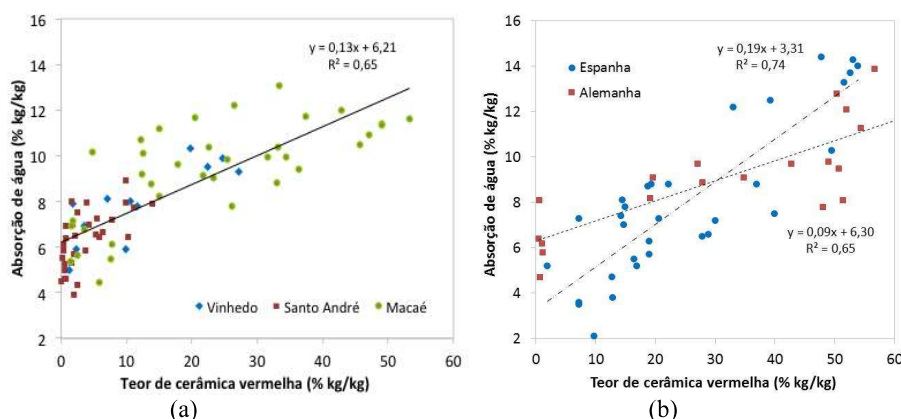 16
14
12
10
8
6
4
2
Absorção de água (% kg/kg)
y = 0,13x + 6,21
R² = 0,65
Vinhedo Santo André Macaé
0 10 20 30 40 50 60
Teor de cerâmica vermelha (% kg/kg)
(a)
16
14
12
10
8
6
4
2
Absorção de água (% kg/kg)
Espanha
Alemanha
y = 0,19x + 3,31
R² = 0,74
y = 0,09x + 6,30
R² = 0,65
0 10 20 30 40 50 60
Teor de cerâmica vermelha (% kg/kg)
(b)